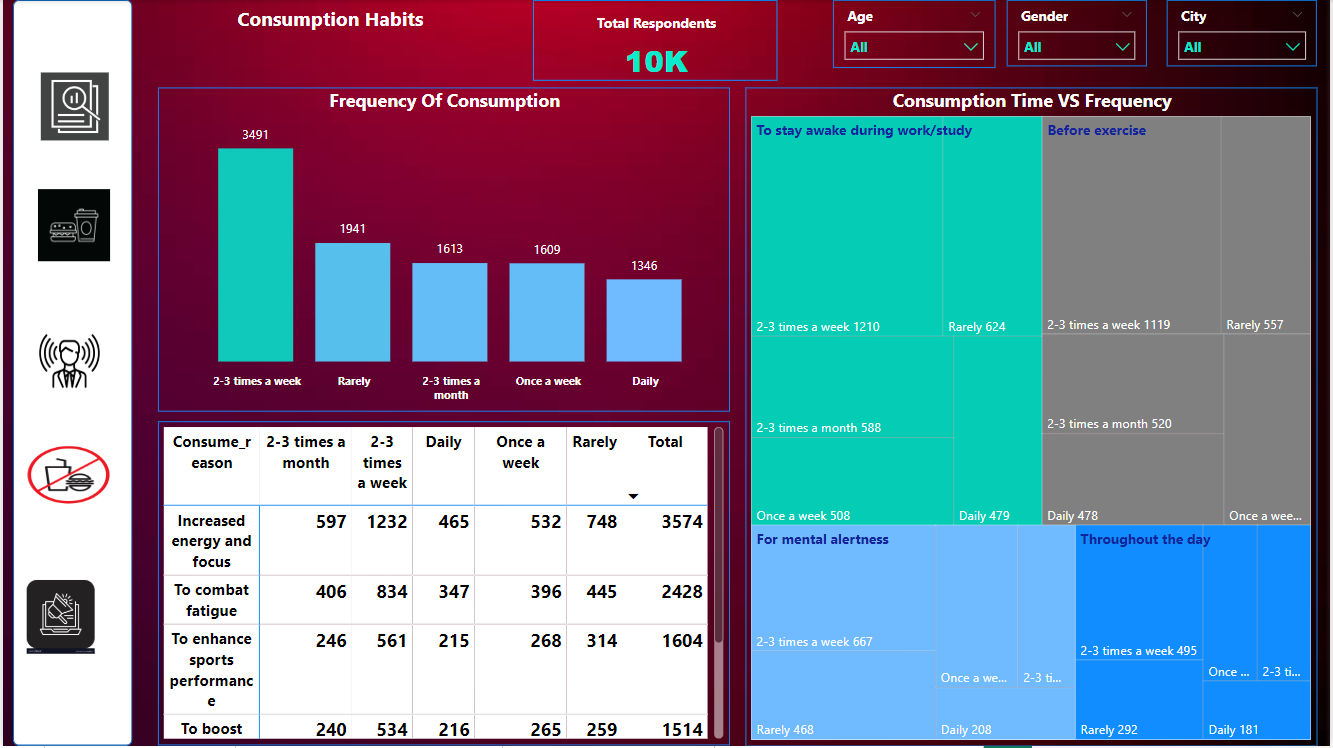 Consumption Habits
Total Respondents
10K
Age
All
Gender
All
City
All
Frequency Of Consumption
3491
1941
1613
1609
1346
2-3 times a week
Rarely
2-3 times a
month
Once a week
Daily
Consume_r
eason
2-3 times a
month
2-3
times
a week
Daily
Once a
week
Rarely
Total
Increased
energy and
focus
597 1232 465 532 748 3574
To combat
fatigue
406 834 347 396 445 2428
To enhance
sports
performanc
e
246 561 215 268 314 1604
To boost
240 534 216 265 259 1514
Consumption Time VS Frequency
To stay awake during work/study
2-3 times a week 1210
Rarely 624
2-3 times a month 588
Once a week 508
Daily 479
Before exercise
2-3 times a week 1119
Rarely 557
2-3 times a month 520
Daily 478
Once a wee...
For mental alertness
2-3 times a week 667
Rarely 468
Once a we...
2-3 ti...
Daily 208
Throughout the day
2-3 times a week 495
Rarely 292
Once ...
2-3 ti...
Daily 181